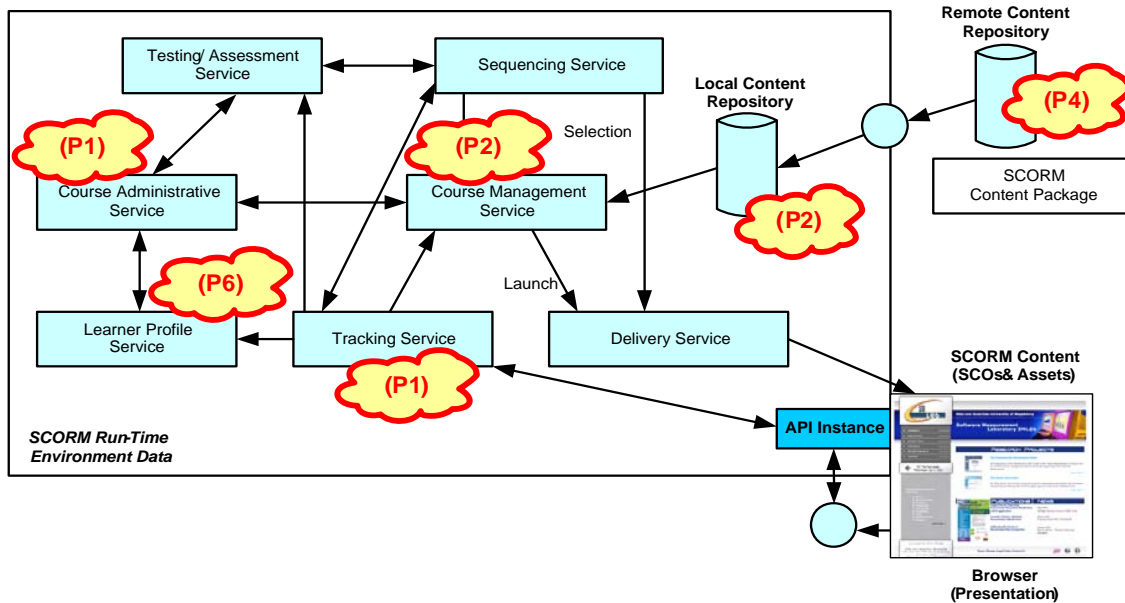 Remote Content
Repository
Testing/ Assessment
Service
Sequencing Service
Local Content
Repository
(P4)
(P1)
(P2)
Selection
SCORM
Content Package
Course Administrative
Service
Course Management
Service
(P2)
(P6)
Launch
Learner Profile
Service
Tracking Service
Delivery Service
(P1)
SCORM Content
(SCOs& Assets)
API Instance
SCORM Run-Time
Environment Data
Browser
(Presentation)